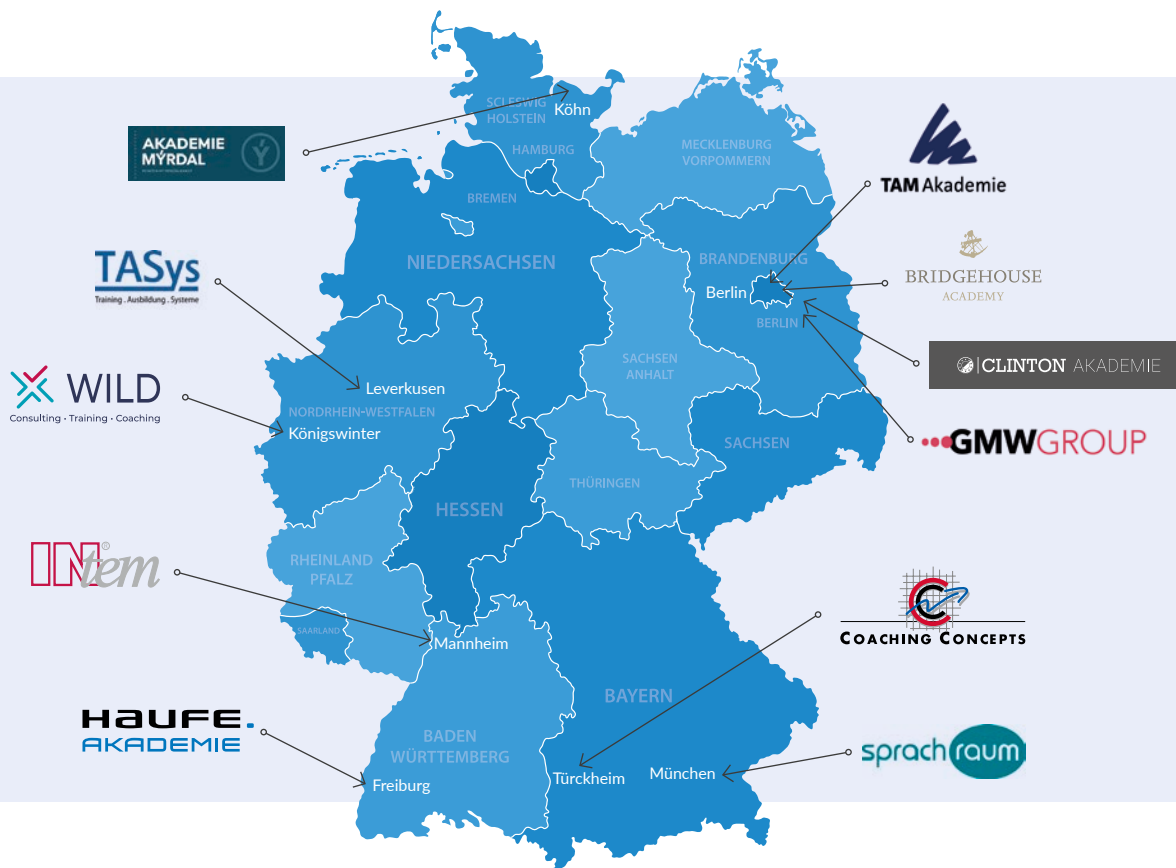 SCLESWIG
HOLSTEIN
Köhn
HAMBURG
MECKLENBURG
VORPOMMERN
AKADEMIE
MÝRDAL
TAM Akademie
BREMEN
NIEDERSACHSEN
BRANDENBURG
Berlin
BERLIN
BRIDGEHOUSE
ACADEMY
TASys
Training . Ausbildung . Systeme
SACHSEN
ANHALT
CLINTON AKADEMIE
WILD
Consulting • Training • Coaching
Leverkusen
NORDRHEIN-WESTFALEN
Königswinter
SACHSEN
GMWGROUP
THÜRINGEN
HESSEN
INtem®
RHEINLAND
PFALZ
SAARLAND
Mannheim
COACHING CONCEPTS
BAYERN
HAUFE.
AKADEMIE
BADEN
WÜRTTEMBERG
Freiburg
Türckheim
München
sprachraum